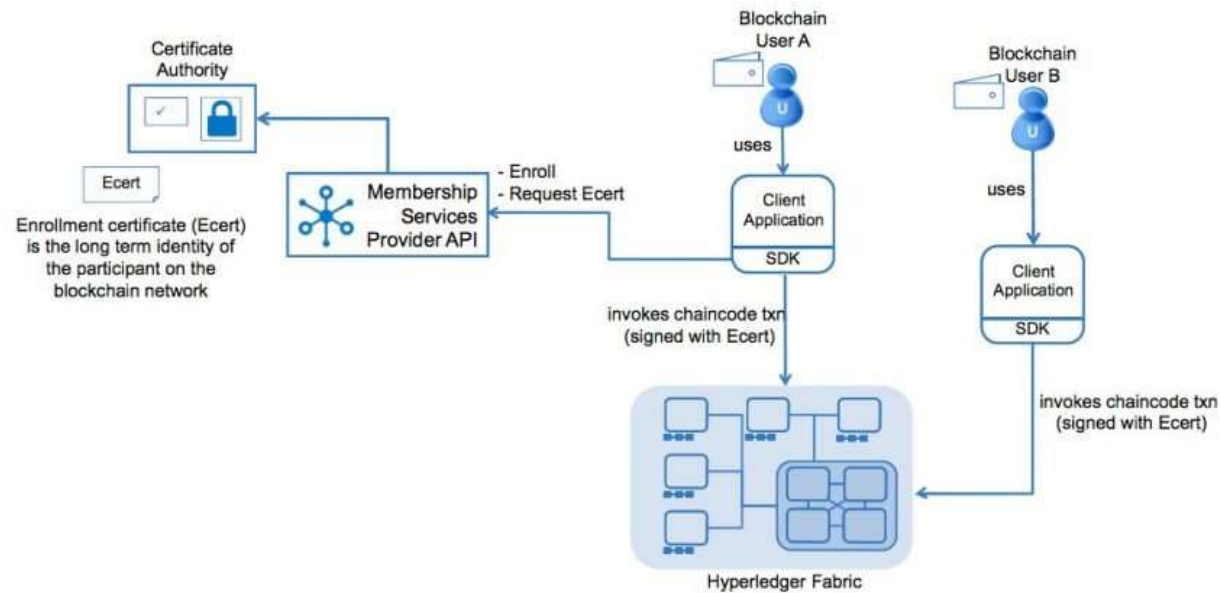 Blockchain
User A
Blockchain
User B
Certificate
Authority
U
U
uses
uses
Ecert
- Enroll
- Request Ecert
Membership
Services
Provider API
Client
Application
SDK
Enrollment certificate (Ecert)
is the long term identity of
the participant on the
blockchain network
Client
Application
SDK
invokes chaincode txn
(signed with Ecert)
invokes chaincode txn
(signed with Ecert)
Hyperledger Fabric